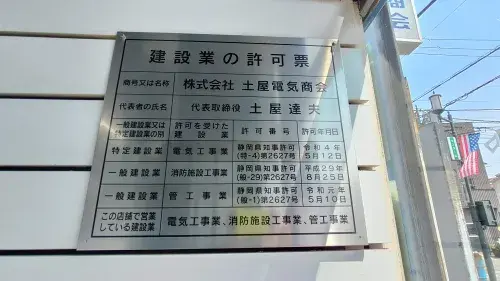 建設業の許可票
商号又は名称 株式会社 土屋電気商会
代表者の氏名 代表取締役 土屋達夫
一般建設業又は特定建設業の別 許可を受けた建設業 許可番号 許可年月日
特定建設業 電気工事業 静岡県知事許可(特-4)第2627号 令和4年5月12日
一般建設業 消防施設工事業 静岡県知事許可(般-29)第2627号 平成29年8月25日
一般建設業 管工事業 静岡県知事許可(般-1)第2627号 令和元年5月10日
この店舗で営業している建設業 電気工事業、消防施設工事業、管工事業
商会